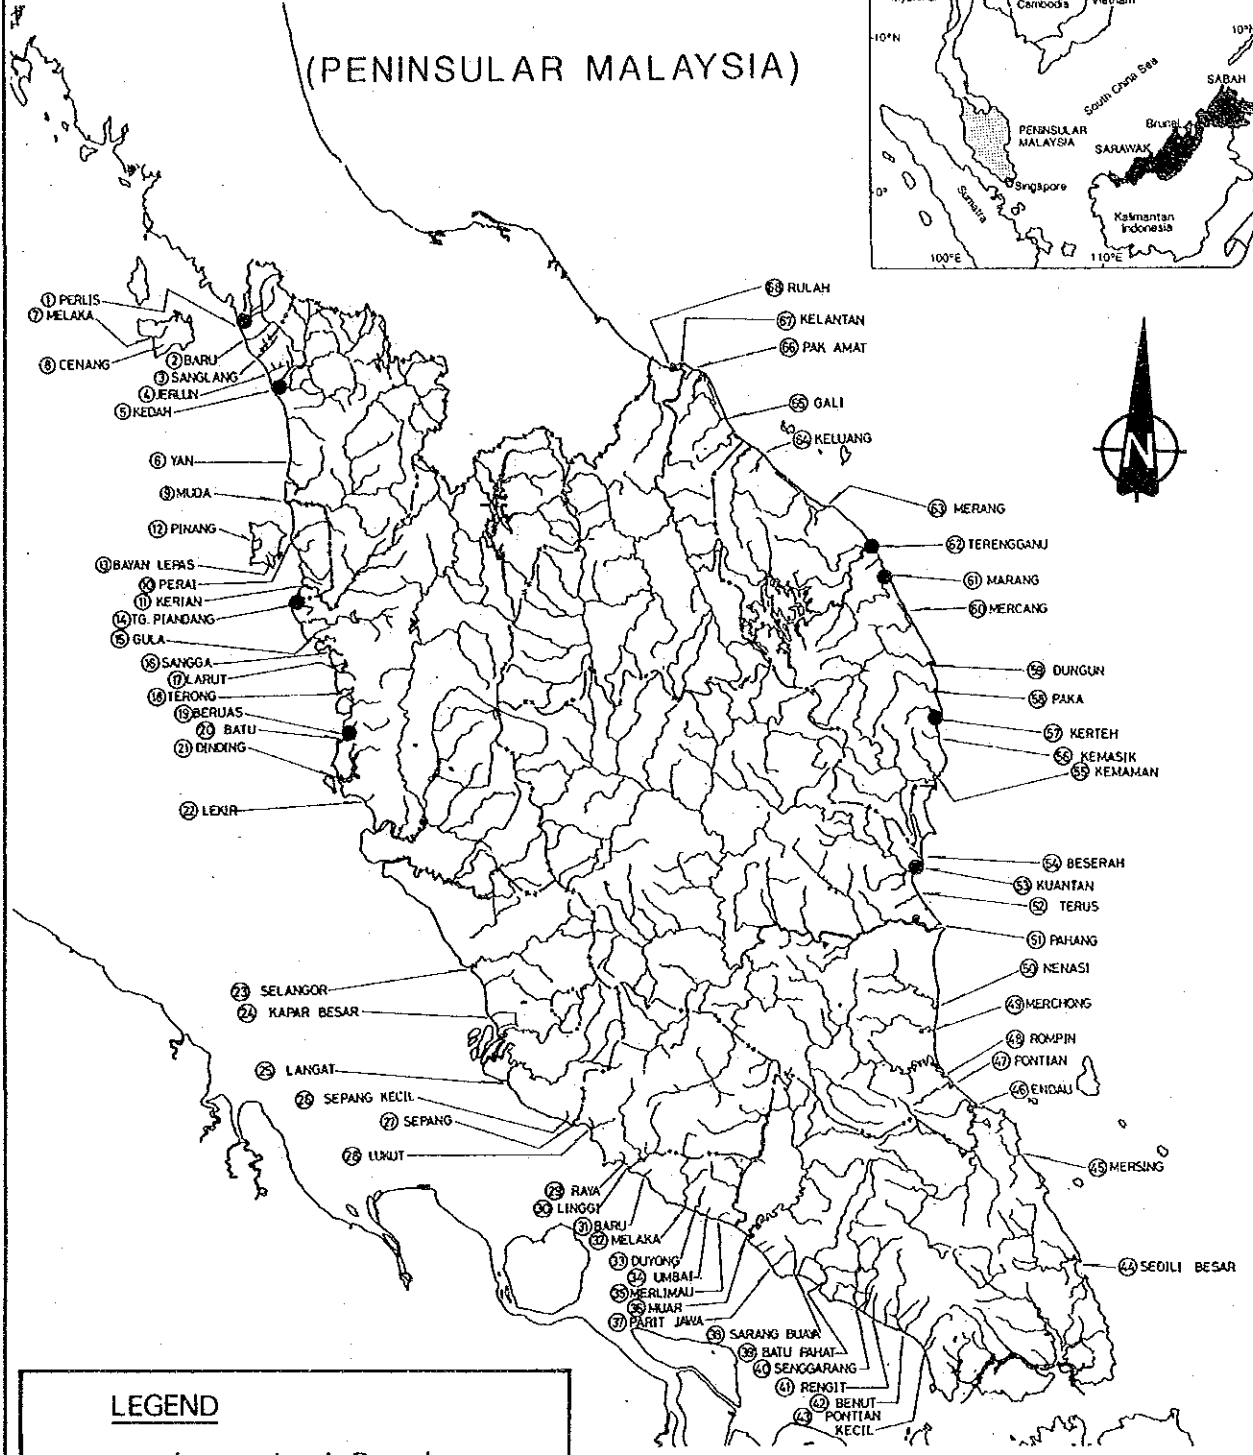 (PENINSULAR MALAYSIA)
Cambodia
Vietnam
10°N
10°N
South China Sea
SABAH
Brunei
PENINSULAR
MALAYSIA
SARAWAK
Singapore
0°
Sumatra
Kalimantan
Indonesia
100°E
110°E
① PERLIS
⑦ MELAKA
⑧ CENANG
② BARU
③ SANGLANG
④ JERLUN
⑤ KEDAH
⑥ YAN
⑨ MUDA
⑫ PINANG
⑬ BAYAN LEPAS
⑩ PERAI
⑪ KERIAN
⑭ TG. PIANDANG
⑮ GULA
⑯ SANGGA
⑰ LARUT
⑱ TERONG
⑲ BERUAS
⑳ BATU
㉑ DINDING
㉒ LEKIR
㉓ SELANGOR
㉔ KAPAR BESAR
㉕ LANGAT
㉖ SEPANG KECIL
㉗ SEPANG
㉘ LUKUT
㉙ RAYA
㉚ LINGGI
㉛ BARU
㉜ MELAKA
㉝ DUYONG
㉞ UMBAI
㉟ MERLIMAU
㊱ MUAR
㊲ PARIT JAWA
㊳ SARANG BUAYA
㊴ BATU PAHAT
㊵ SENGGARANG
㊶ RENGIT
㊷ BENUT
㊸ PONTIAN
KECIL
68 RULAH
67 KELANTAN
66 PAK AMAT
65 GALI
64 KELUANG
63 MERANG
62 TERENGGANU
61 MARANG
60 MERCANG
59 DUNGUN
58 PAKA
57 KERTEH
56 KEMASIK
55 KEMAMAN
54 BESERAH
53 KUANTAN
52 TERUS
51 PAHANG
㊿ NENASI
㊾ MERCHONG
㊽ ROMPIN
㊼ PONTIAN
㊻ ENDAU
㊺ MERSING
㊹ SEDILI BESAR
N
LEGEND